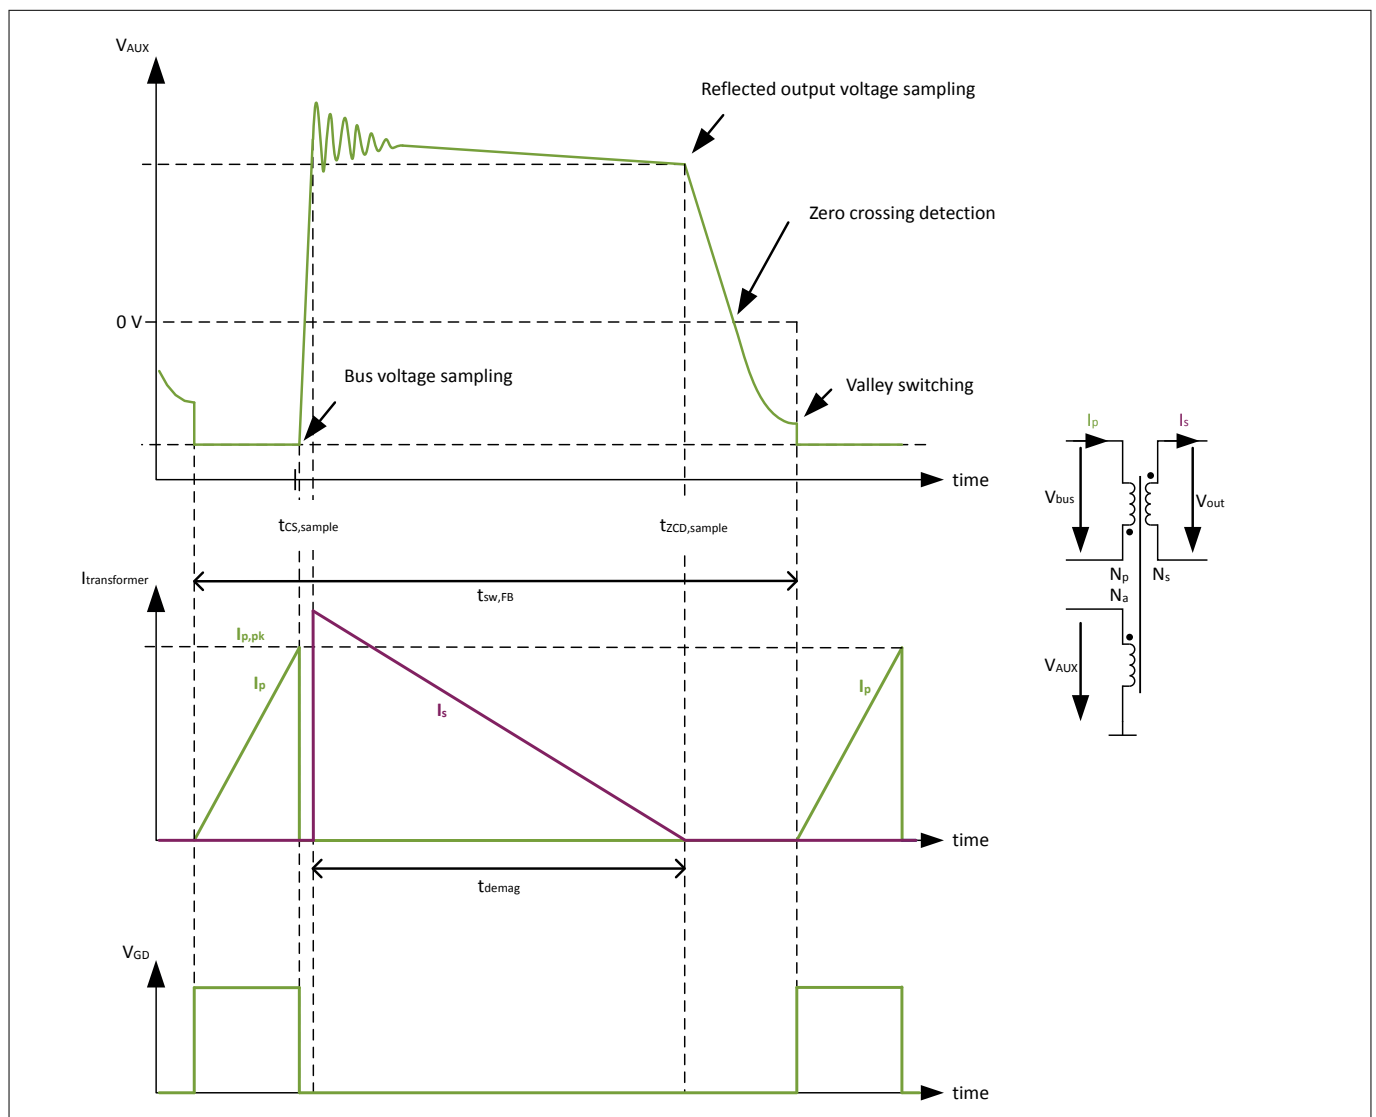 VAUX
Reflected output voltage sampling
Zero crossing detection
0 V
Bus voltage sampling
Valley switching
time
tCS,sample
tZCD,sample
Ip
Is
Vbus
Vout
Np
Ns
Na
VAUX
Itransformer
tsw,FB
Ip,pk
Ip
Is
Ip
time
tdemag
VGD
time